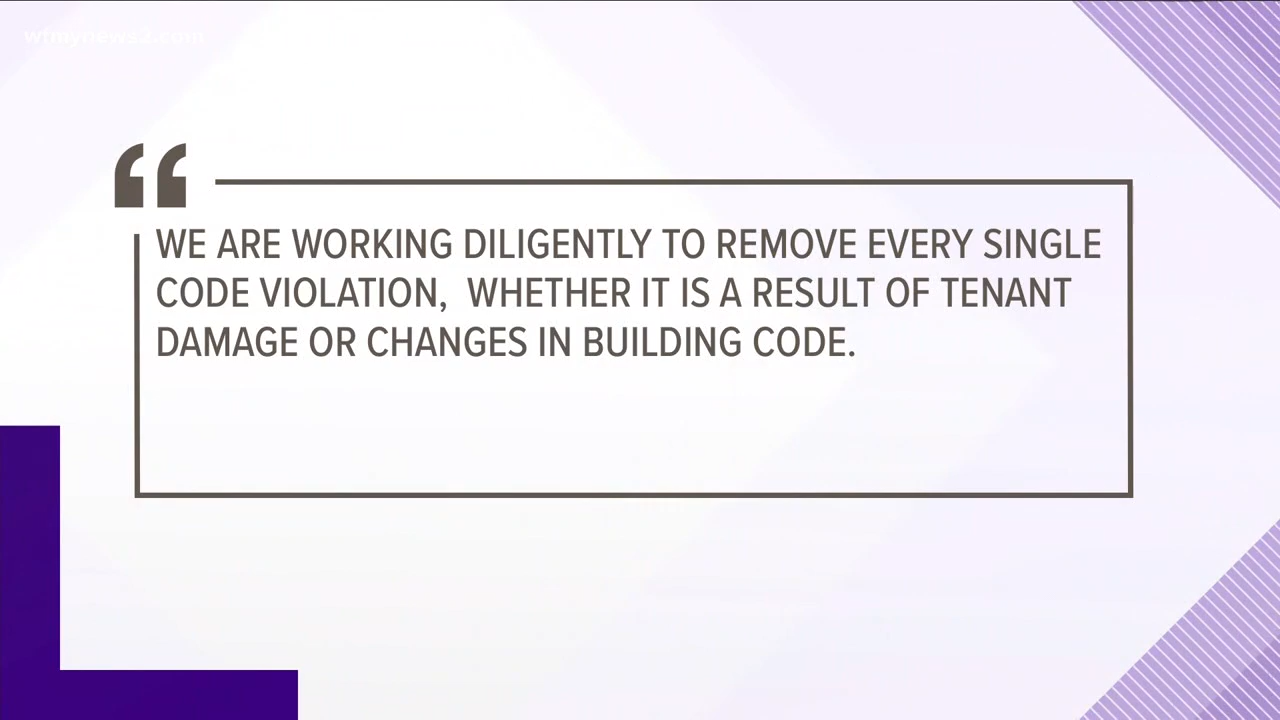 wfmynews2.com
“
WE ARE WORKING DILIGENTLY TO REMOVE EVERY SINGLE
CODE VIOLATION,  WHETHER IT IS A RESULT OF TENANT
DAMAGE OR CHANGES IN BUILDING CODE.